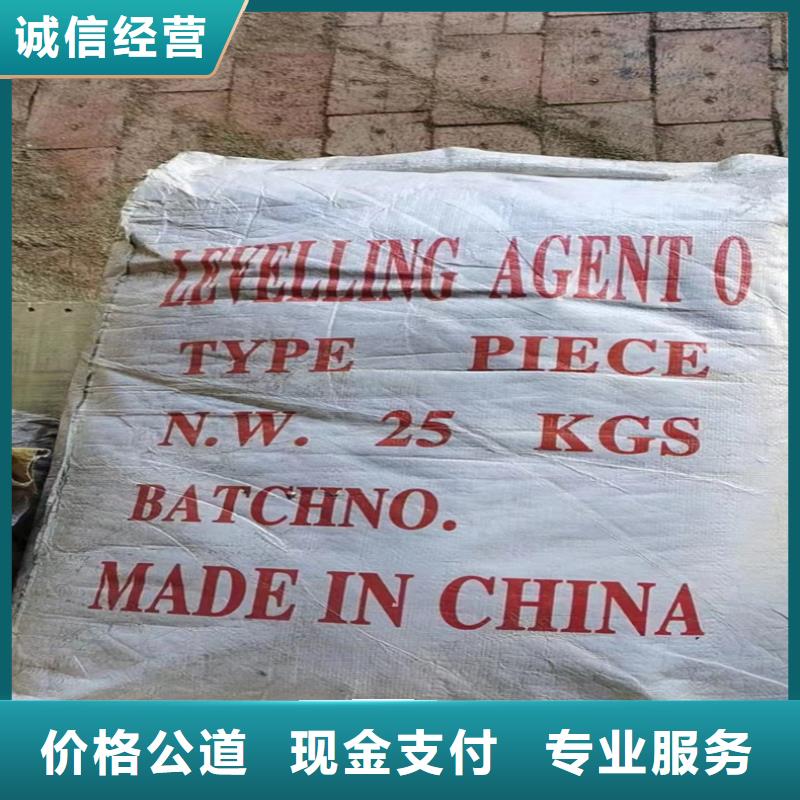 诚信经营
LEVELLING AGENT O
TYPE PIECE
N.W. 25 KGS
BATCHNO.
MADE IN CHINA
价格公道 现金支付 专业服务